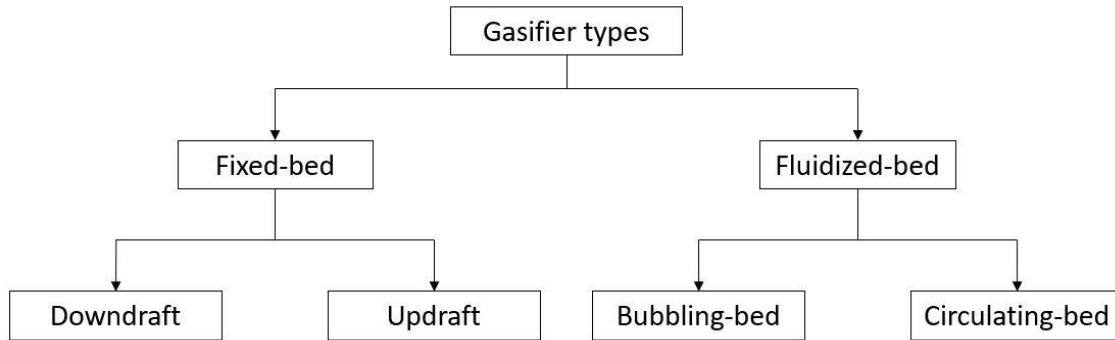 Gasifier types
Fixed-bed
Fluidized-bed
Downdraft
Updraft
Bubbling-bed
Circulating-bed